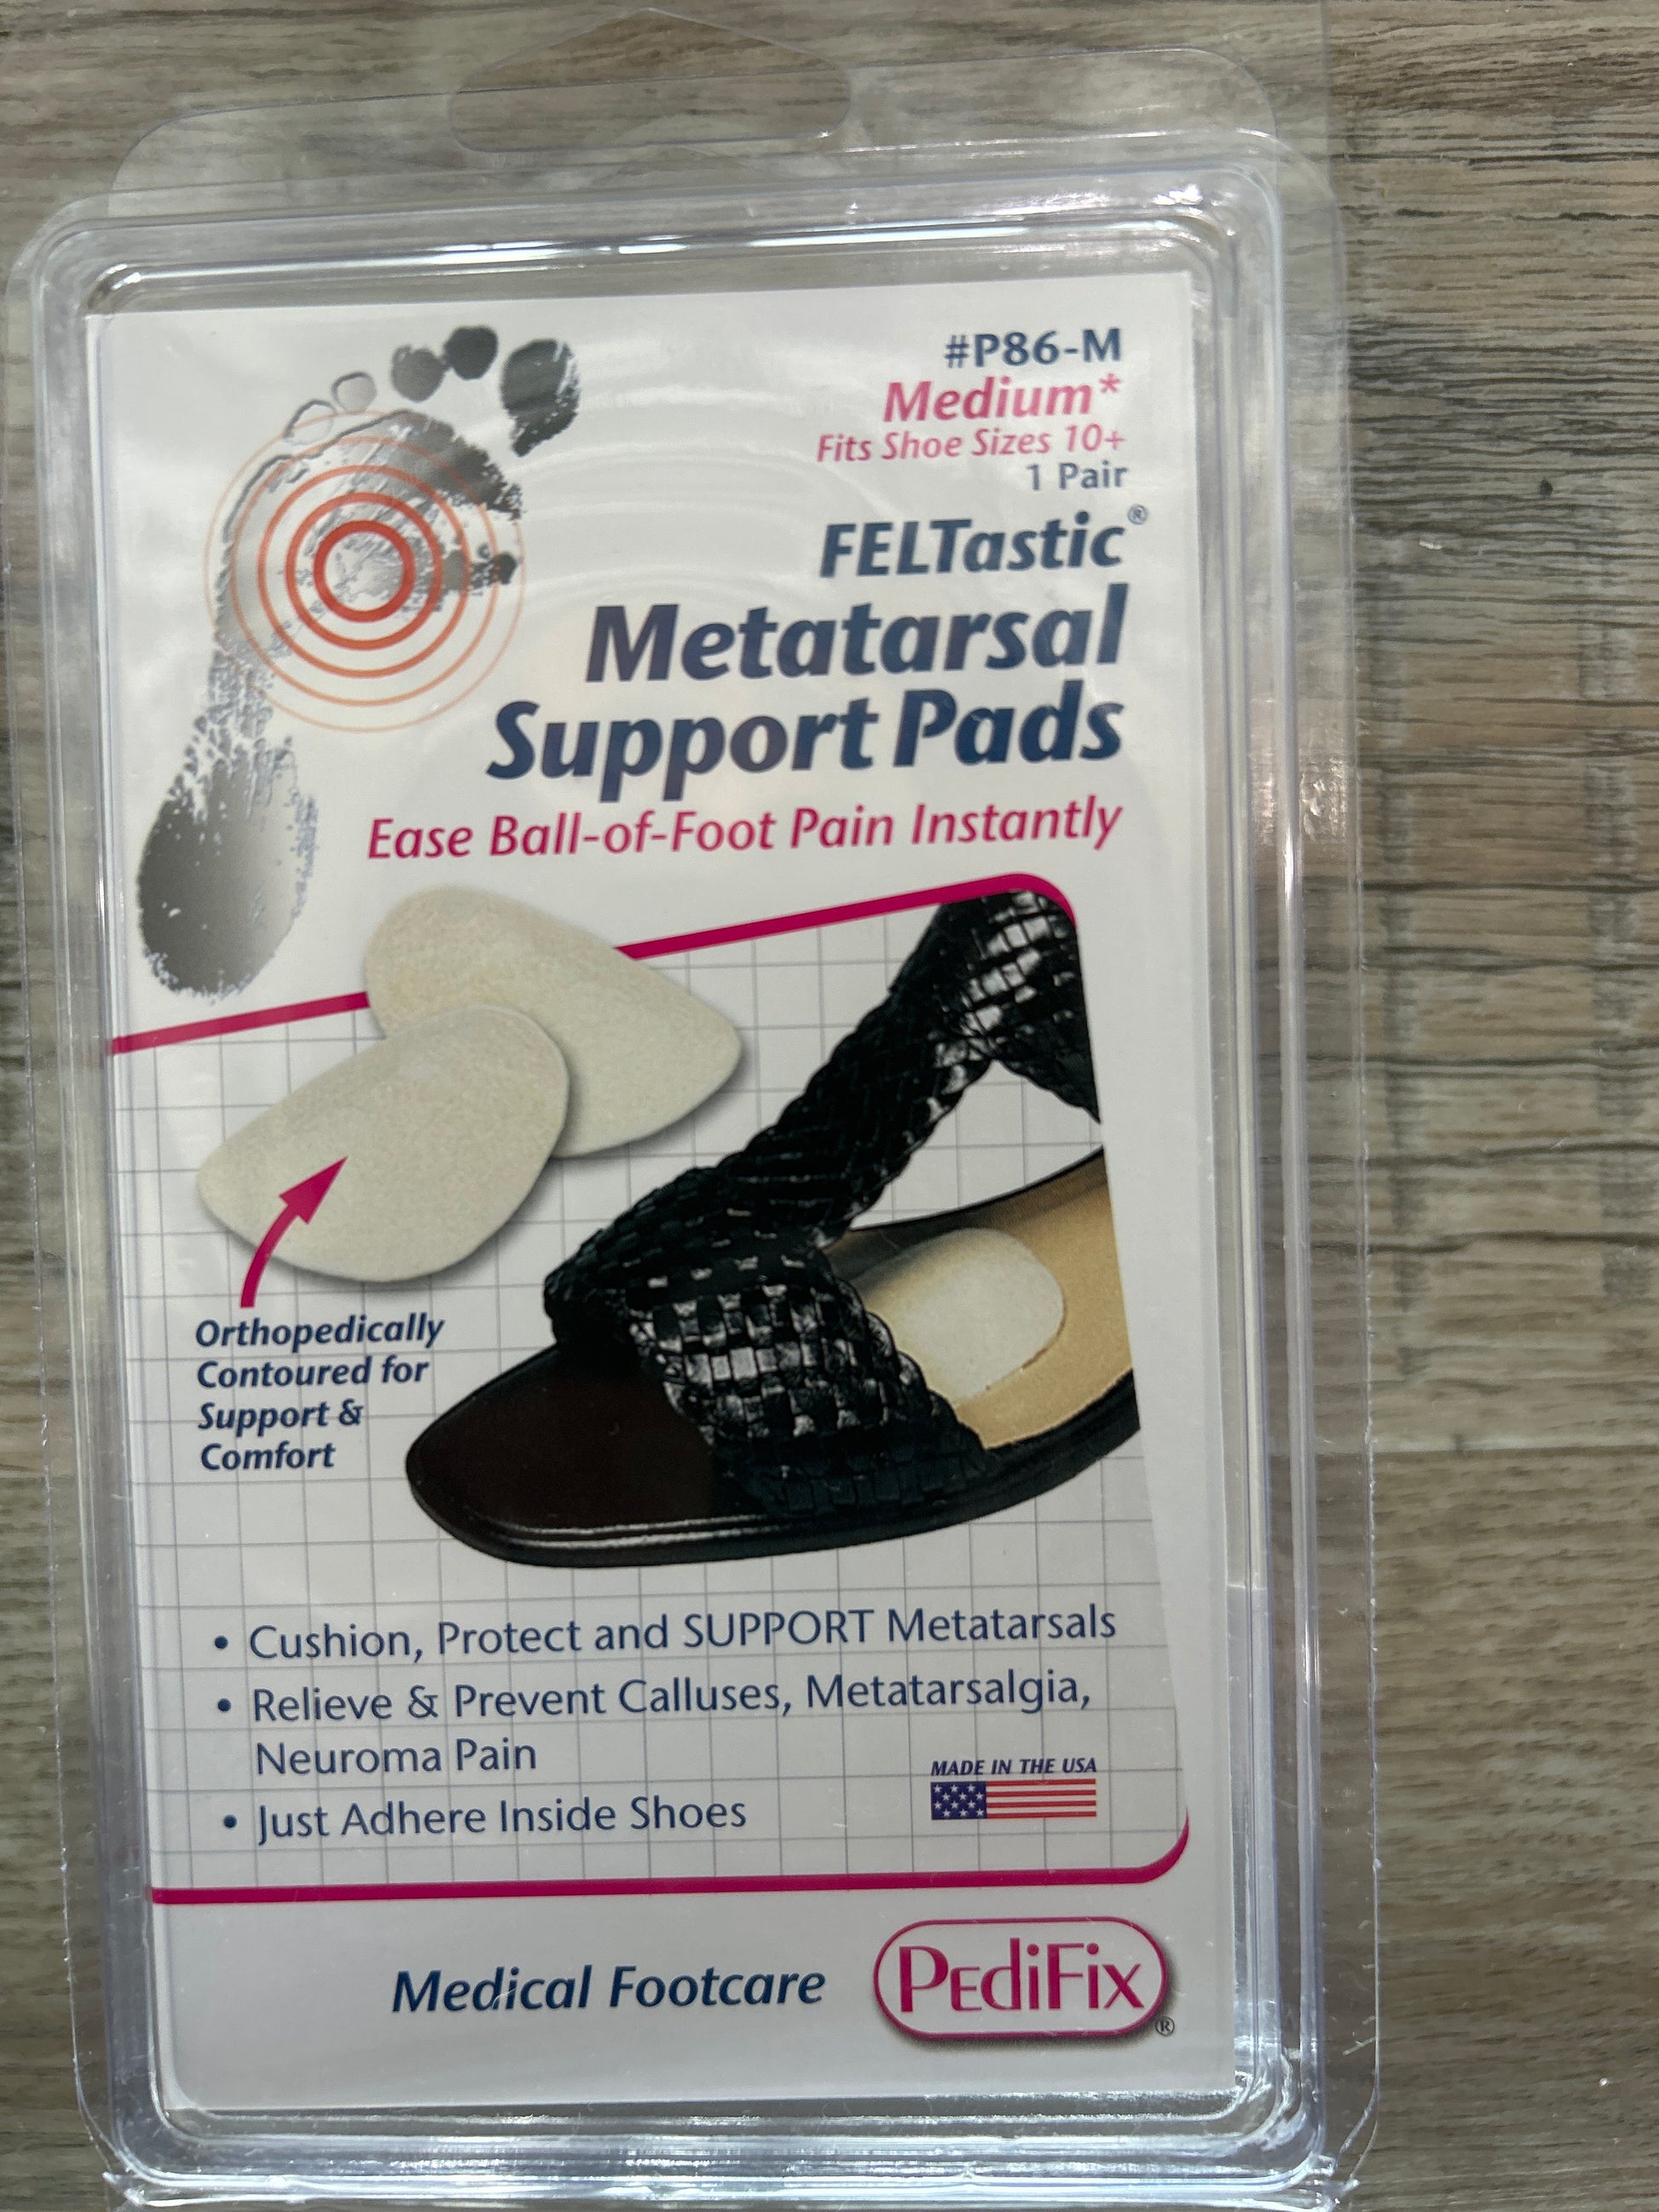 #P86-M
Medium*
Fits Shoe Sizes 10+
1 Pair
FELTastic®
Metatarsal
Support Pads
Ease Ball-of-Foot Pain Instantly
Orthopedically
Contoured for
Support &
Comfort
• Cushion, Protect and SUPPORT Metatarsals
• Relieve & Prevent Calluses, Metatarsalgia,
Neuroma Pain
• Just Adhere Inside Shoes
MADE IN THE USA
Medical Footcare
PEdiFix®